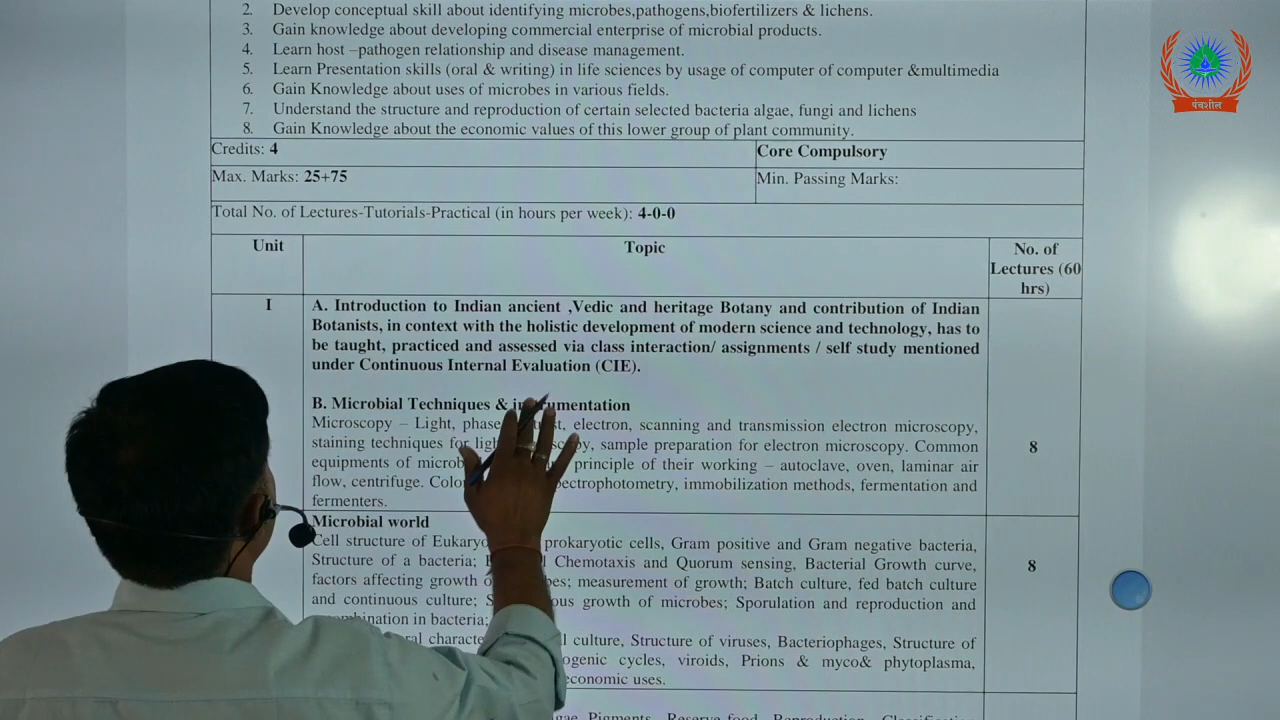 2. Develop conceptual skill about identifying microbes,pathogens,biofertilizers & lichens.
3. Gain knowledge about developing commercial enterprise of microbial products.
4. Learn host –pathogen relationship and disease management.
5. Learn Presentation skills (oral & writing) in life sciences by usage of computer of computer &multimedia
6. Gain Knowledge about uses of microbes in various fields.
7. Understand the structure and reproduction of certain selected bacteria algae, fungi and lichens
8. Gain Knowledge about the economic values of this lower group of plant community.
पंचशील
Credits: 4 Core Compulsory
Max. Marks: 25+75 Min. Passing Marks:
Total No. of Lectures-Tutorials-Practical (in hours per week): 4-0-0
Unit Topic No. of
Lectures (60
hrs)
I A. Introduction to Indian ancient ,Vedic and heritage Botany and contribution of Indian
Botanists, in context with the holistic development of modern science and technology, has to
be taught, practiced and assessed via class interaction/ assignments / self study mentioned
under Continuous Internal Evaluation (CIE).
B. Microbial Techniques &
Microscopy – Light, phase electron, scanning and transmission electron microscopy,
staining techniques for sample preparation for electron microscopy. Common
equipments of principle of their working – autoclave, oven, laminar air
flow, centrifuge. immobilization methods, fermentation and
fermenters.
8
Microbial world
Cell structure of prokaryotic cells, Gram positive and Gram negative bacteria,
Structure of a bacteria; Chemotaxis and Quorum sensing, Bacterial Growth curve,
factors affecting growth measurement of growth; Batch culture, fed batch culture
and continuous culture; growth of microbes; Sporulation and reproduction and
in bacteria;
culture, Structure of viruses, Bacteriophages, Structure of
cycles, viroids, Prions & myco& phytoplasma,
economic uses.
8
Pigments, Reserve food, Reproduction,